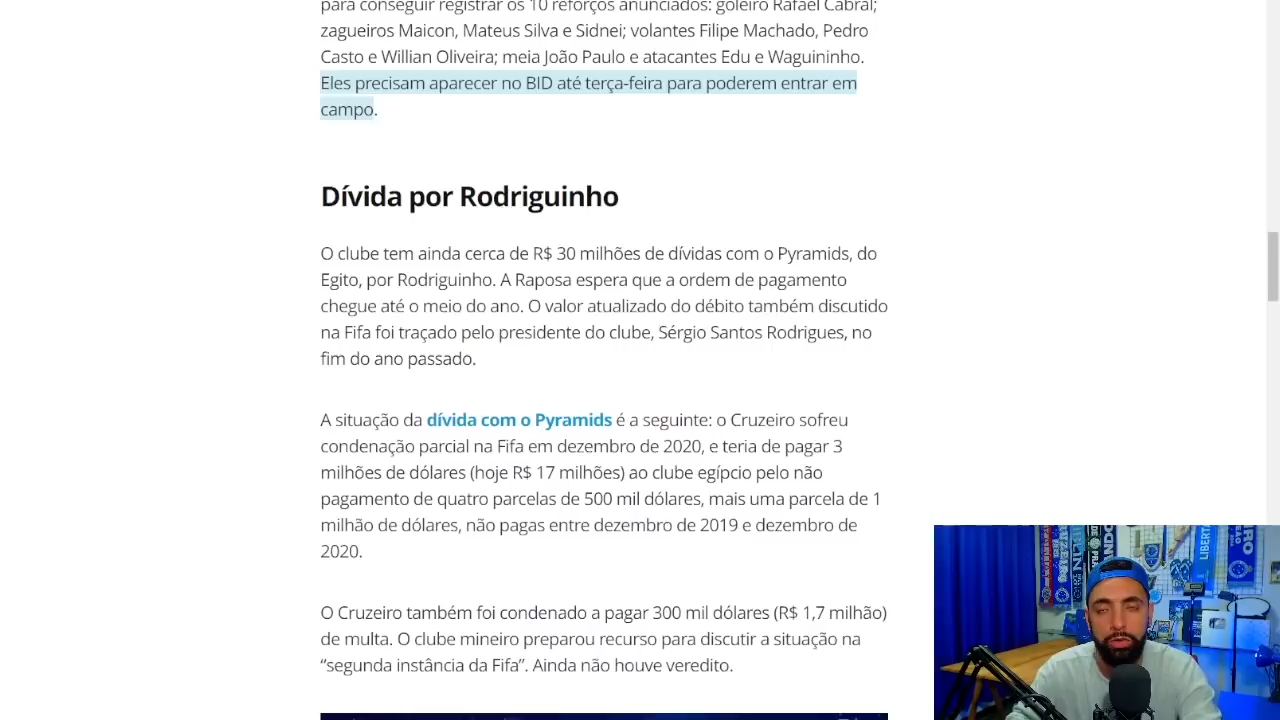 para conseguir registrar os 10 reforços anunciados: goleiro Rafael Cabral;
zagueiros Maicon, Mateus Silva e Sidnei; volantes Filipe Machado, Pedro
Casto e Willian Oliveira; meia João Paulo e atacantes Edu e Waguininho.
Eles precisam aparecer no BID até terça-feira para poderem entrar em
campo.
Dívida por Rodriguinho
O clube tem ainda cerca de R$ 30 milhões de dívidas com o Pyramids, do
Egito, por Rodriguinho. A Raposa espera que a ordem de pagamento
chegue até o meio do ano. O valor atualizado do débito também discutido
na Fifa foi traçado pelo presidente do clube, Sérgio Santos Rodrigues, no
fim do ano passado.
A situação da dívida com o Pyramids é a seguinte: o Cruzeiro sofreu
condenação parcial na Fifa em dezembro de 2020, e teria de pagar 3
milhões de dólares (hoje R$ 17 milhões) ao clube egípcio pelo não
pagamento de quatro parcelas de 500 mil dólares, mais uma parcela de 1
milhão de dólares, não pagas entre dezembro de 2019 e dezembro de
2020.
O Cruzeiro também foi condenado a pagar 300 mil dólares (R$ 1,7 milhão)
de multa. O clube mineiro preparou recurso para discutir a situação na
“segunda instância da Fifa”. Ainda não houve veredito.